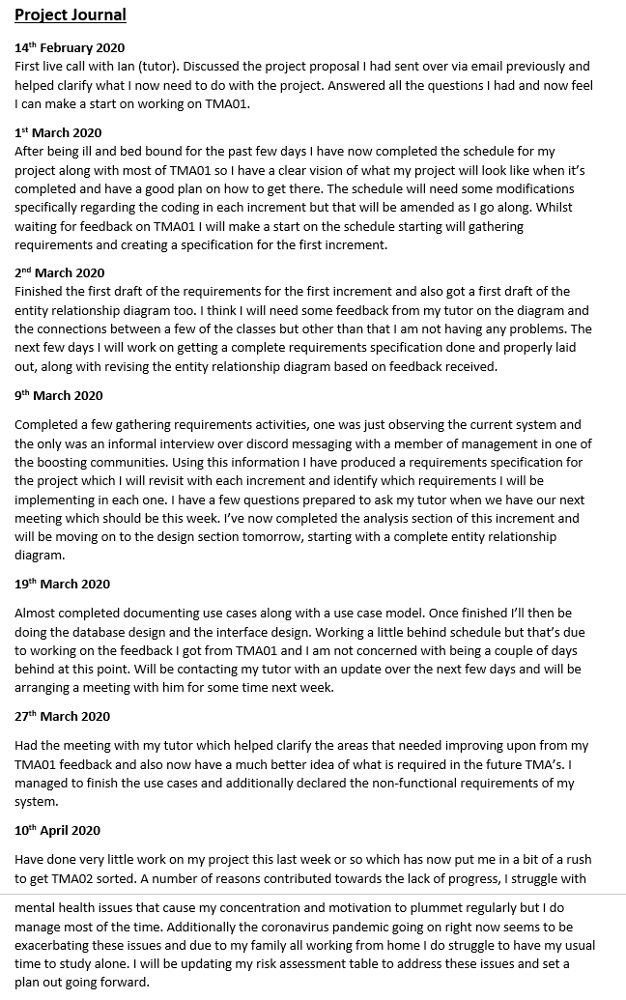 Project Journal
14th February 2020
First live call with Ian (tutor). Discussed the project proposal I had sent over via email previously and
helped clarify what I now need to do with the project. Answered all the questions I had and now feel
I can make a start on working on TMA01.
1st March 2020
After being ill and bed bound for the past few days I have now completed the schedule for my
project along with most of TMA01 so I have a clear vision of what my project will look like when it's
completed and have a good plan on how to get there. The schedule will need some modifications
specifically regarding the coding in each increment but that will be amended as I go along. Whilst
waiting for feedback on TMA01 I will make a start on the schedule starting will gathering
requirements and creating a specification for the first increment.
2nd March 2020
Finished the first draft of the requirements for the first increment and also got a first draft of the
entity relationship diagram too. I think I will need some feedback from my tutor on the diagram and
the connections between a few of the classes but other than that I am not having any problems. The
next few days I will work on getting a complete requirements specification done and properly laid
out, along with revising the entity relationship diagram based on feedback received.
9th March 2020
Completed a few gathering requirements activities, one was just observing the current system and
the only was an informal interview over discord messaging with a member of management in one of
the boosting communities. Using this information I have produced a requirements specification for
the project which I will revisit with each increment and identify which requirements I will be
implementing in each one. I have a few questions prepared to ask my tutor when we have our next
meeting which should be this week. I've now completed the analysis section of this increment and
will be moving on to the design section tomorrow, starting with a complete entity relationship
diagram.
19th March 2020
Almost completed documenting use cases along with a use case model. Once finished I'll then be
doing the database design and the interface design. Working a little behind schedule but that's due
to working on the feedback I got from TMA01 and I am not concerned with being a couple of days
behind at this point. Will be contacting my tutor with an update over the next few days and will be
arranging a meeting with him for some time next week.
27th March 2020
Had the meeting with my tutor which helped clarify the areas that needed improving upon from my
TMA01 feedback and also now have a much better idea of what is required in the future TMA's. I
managed to finish the use cases and additionally declared the non-functional requirements of my
system.
10th April 2020
Have done very little work on my project this last week or so which has now put me in a bit of a rush
to get TMA02 sorted. A number of reasons contributed towards the lack of progress, I struggle with
mental health issues that cause my concentration and motivation to plummet regularly but I do
manage most of the time. Additionally the coronavirus pandemic going on right now seems to be
exacerbating these issues and due to my family all working from home I do struggle to have my usual
time to study alone. I will be updating my risk assessment table to address these issues and set a
plan out going forward.